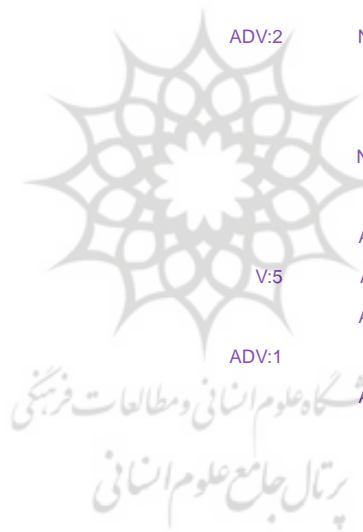 ADV:2 N
N
A
V:5 A
A
ADV:1
A
گاه علوم انسانی و مطالعات فرهنگی
پرتال جامع علوم انسانی